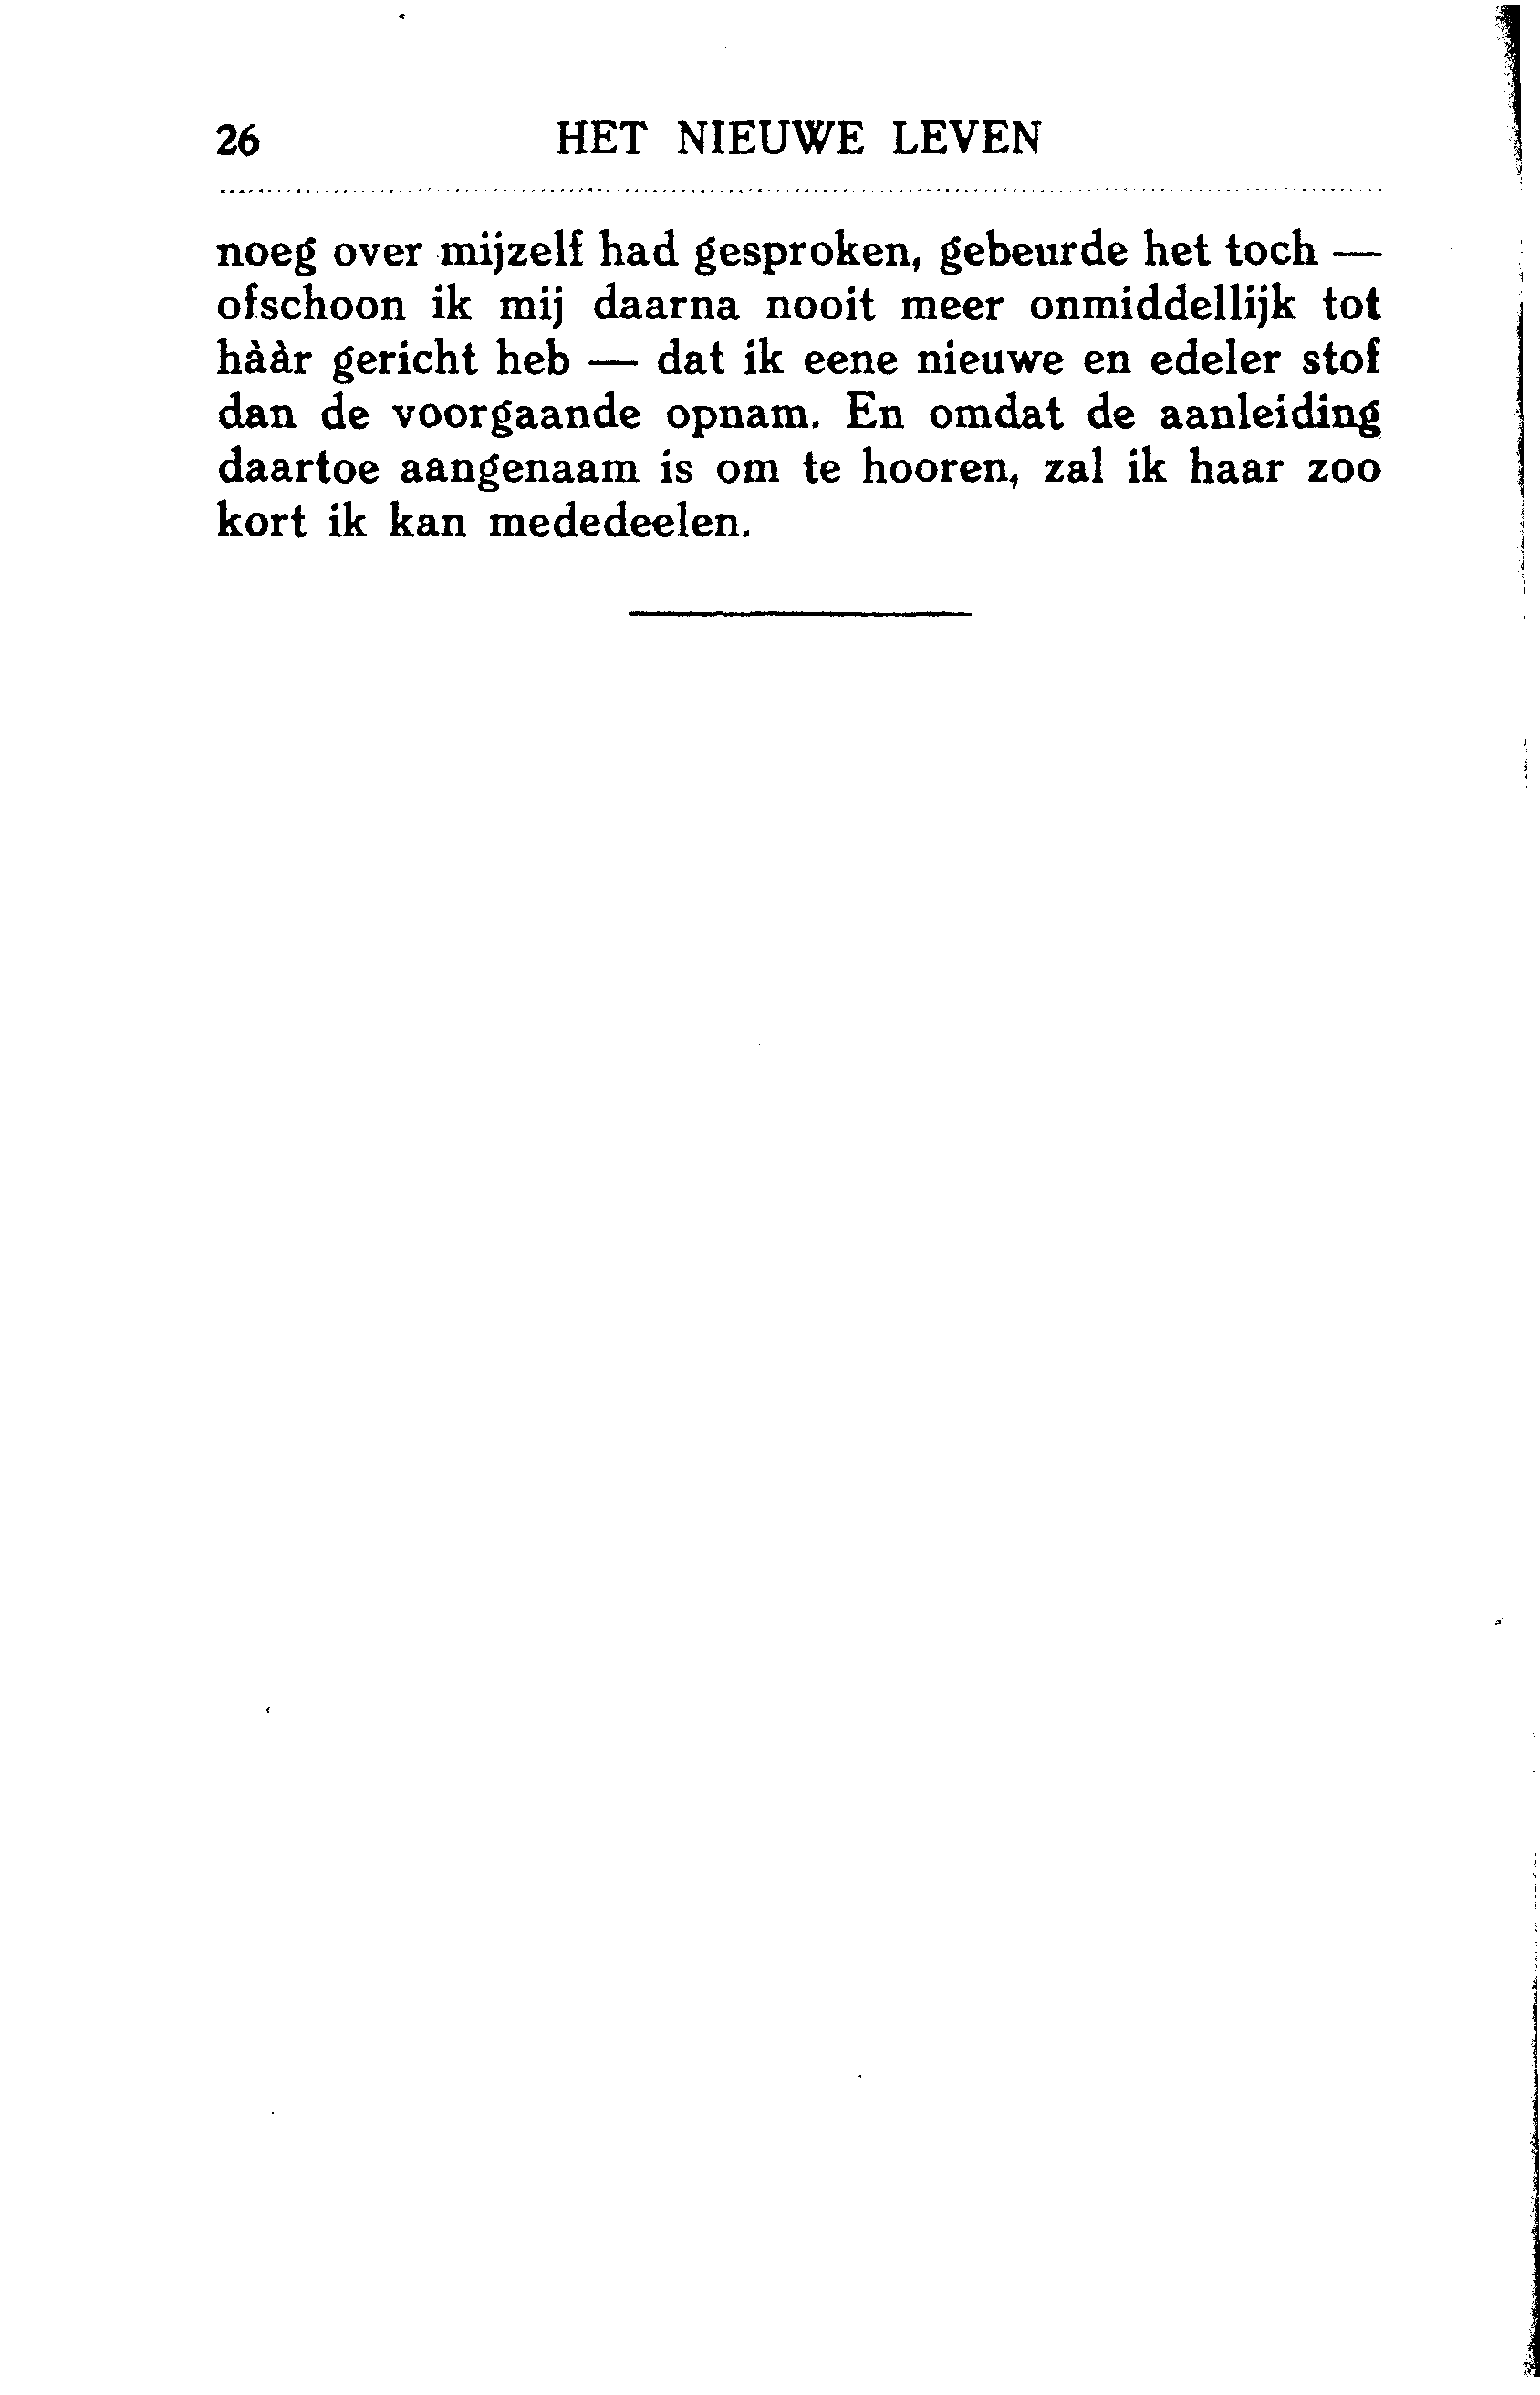 26 HET NIEUWE LEVEN
noeg over mijzelf had gesproken, gebeurde het toch —
ofschoon ik mij daarna nooit meer onmiddellijk tot
hààr gericht heb — dat ik eene nieuwe en edeler stof
dan de voorgaande opnam. En omdat de aanleiding
daartoe aangenaam is om te hooren, zal ik haar zoo
kort ik kan mededeelen.